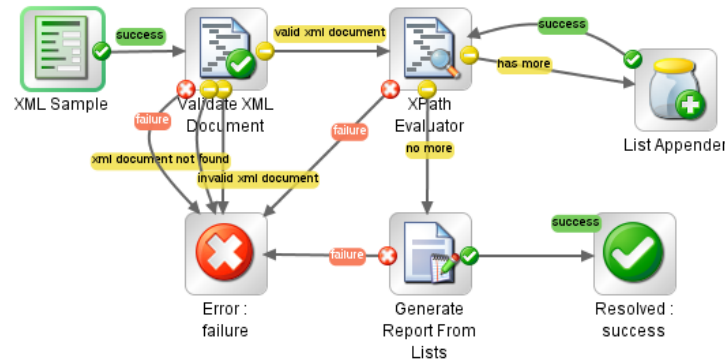 success
valid xml document
success
has more
XML Sample
Validate XML
Document
XPath
Evaluator
List Appender
failure
failure
no more
xml document not found
invalid xml document
success
failure
Error :
failure
Generate
Report From
Lists
Resolved :
success